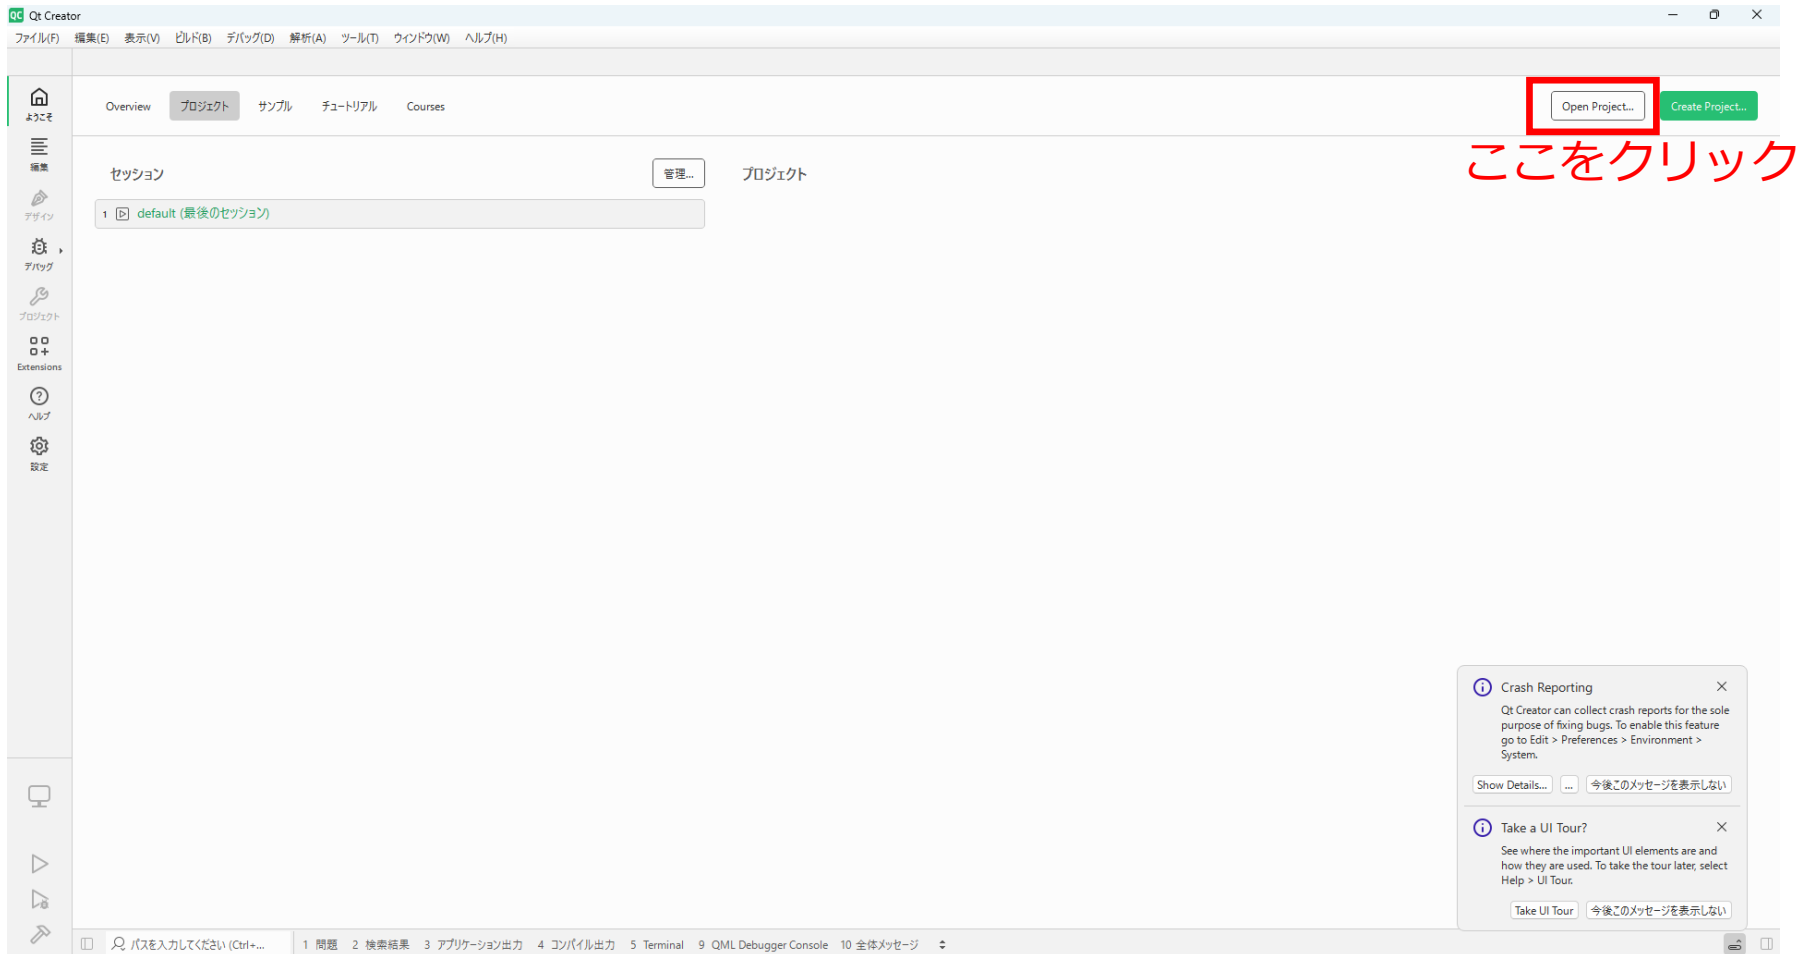 QC Qt Creator
ファイル(F) 編集(E) 表示(V) ビルド(B) デバッグ(D) 解析(A) ツール(T) ウィンドウ(W) ヘルプ(H)
ようこそ
編集
デザイン
デバッグ
プロジェクト
Extensions
ヘルプ
設定
Overview プロジェクト サンプル チュートリアル Courses
Open Project... Create Project...
ここをクリック
セッション 管理... プロジェクト
1 default (最後のセッション)
Crash Reporting
Qt Creator can collect crash reports for the sole
purpose of fixing bugs. To enable this feature
go to Edit > Preferences > Environment >
System.
Show Details... ... 今後このメッセージを表示しない
Take a UI Tour?
See where the important UI elements are and
how they are used. To take the tour later, select
Help > UI Tour.
Take UI Tour 今後このメッセージを表示しない
パスを入力してください (Ctrl+... 1 問題 2 検索結果 3 アプリケーション出力 4 コンパイル出力 5 Terminal 9 QML Debugger Console 10 全体メッセージ